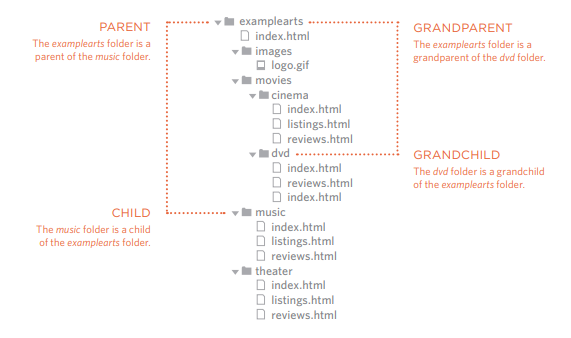 PARENT
The examplearts folder is a
parent of the music folder.
examplearts
index.html
images
logo.gif
movies
cinema
index.html
listings.html
reviews.html
dvd
index.html
reviews.html
index.html
music
index.html
listings.html
reviews.html
theater
index.html
listings.html
reviews.html
GRANDPARENT
The examplearts folder is a
grandparent of the dvd folder.
GRANDCHILD
The dvd folder is a grandchild
of the examplearts folder.
CHILD
The music folder is a child
of the examplearts folder.